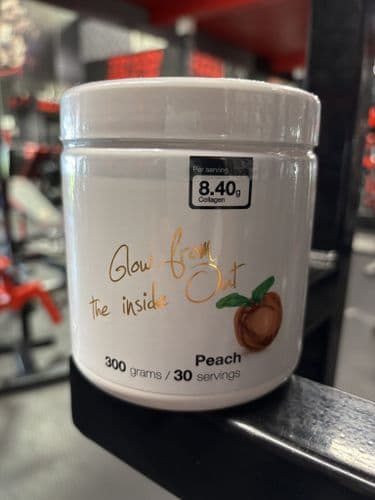 Per serving
8.40g
Collagen
Glow from
the inside Out
Peach
300 grams / 30 servings